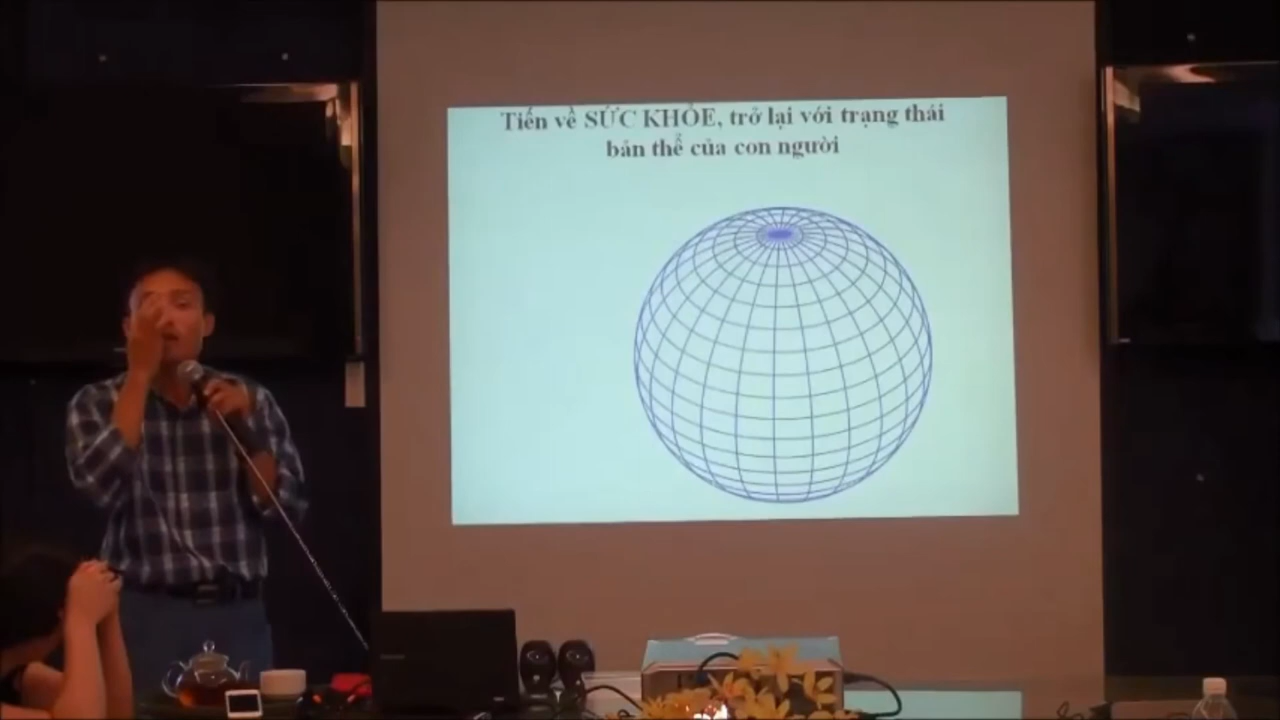 Tiến về SỨC KHỎE, trở lại với trạng thái
bản thể của con người